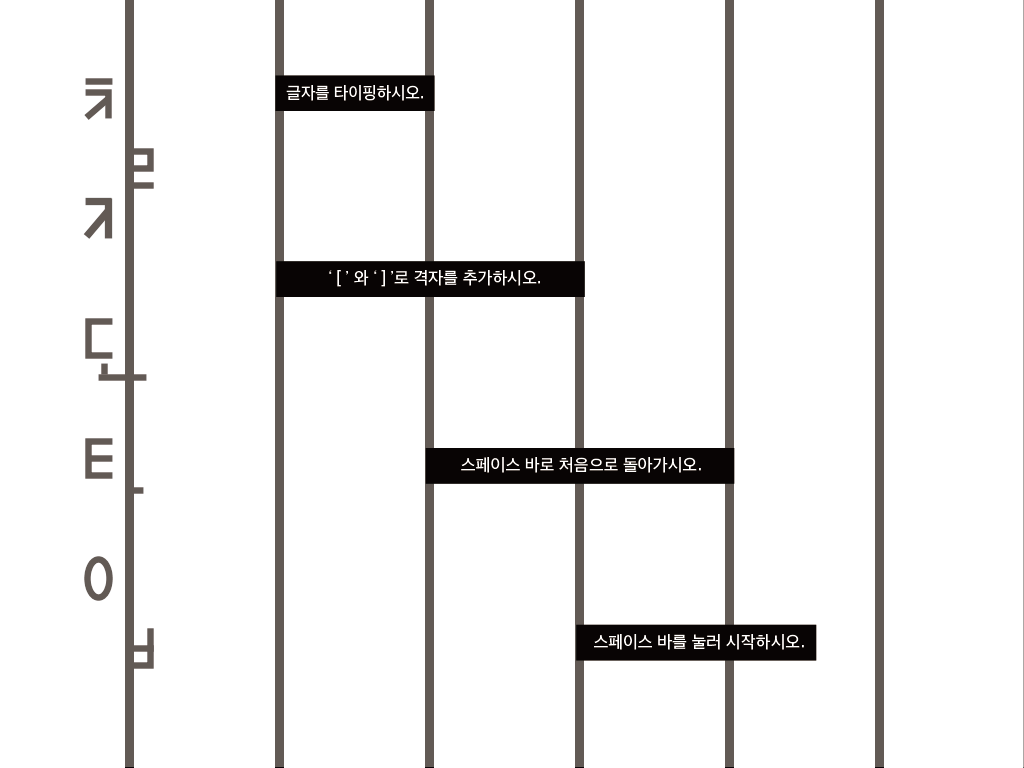 글자를 타이핑하시오.
‘ [ ’ 와 ‘ ] ’로 격자를 추가하시오.
스페이스 바로 처음으로 돌아가시오.
스페이스 바를 눌러 시작하시오.